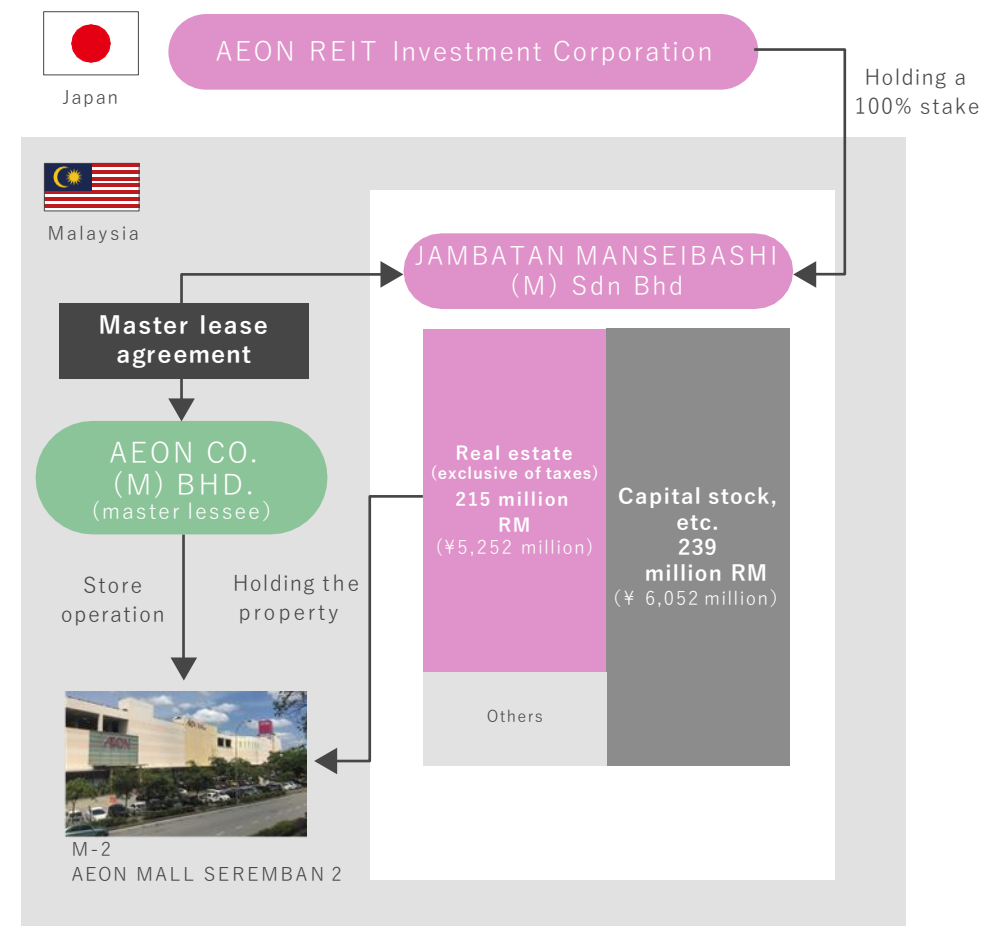 AEON REIT Investment Corporation
Japan
Holding a
100% stake
Malaysia
JAMBATAN MANSEIBASHI
(M) Sdn Bhd
Master lease
agreement
AEON CO.
(M) BHD.
(master lessee)
Real estate
(exclusive of taxes)
215 million
RM
(¥5,252 million)
Capital stock,
etc.
239
million RM
(¥ 6,052 million)
Store
operation
Holding the
property
Others
AEON
M-2
AEON MALL SEREMBAN 2